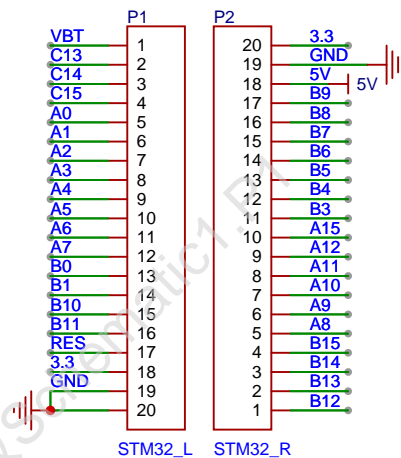 P1 P2
VBT 1 20 3.3
C13 2 19 GND
C14 3 18 5V 5V
C15 4 17 B9
A0 5 16 B8
A1 6 15 B7
A2 7 14 B6
A3 8 13 B5
A4 9 12 B4
A5 10 11 B3
A6 11 10 A15
A7 12 9 A12
B0 13 8 A11
B1 14 7 A10
B10 15 6 A9
B11 16 5 A8
RES 17 4 B15
3.3 18 3 B14
GND 19 2 B13
20 1 B12
STM32_L STM32_R
Schematic1.P1